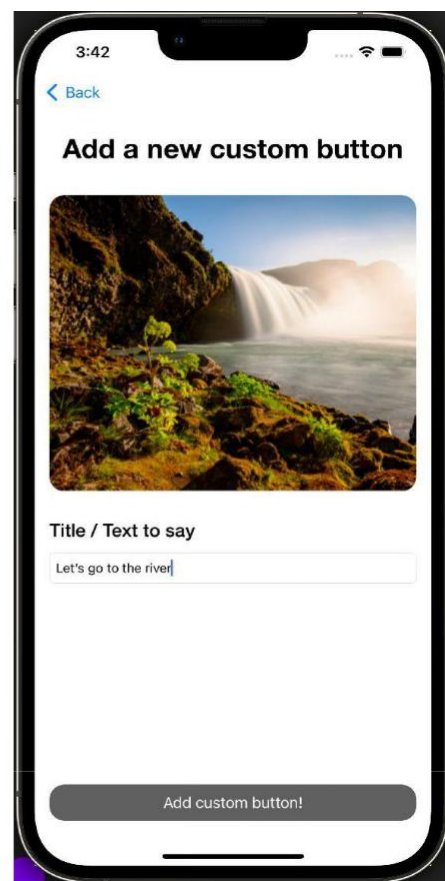 3:42
Back
Add a new custom button
Title / Text to say
Let's go to the river
Add custom button!